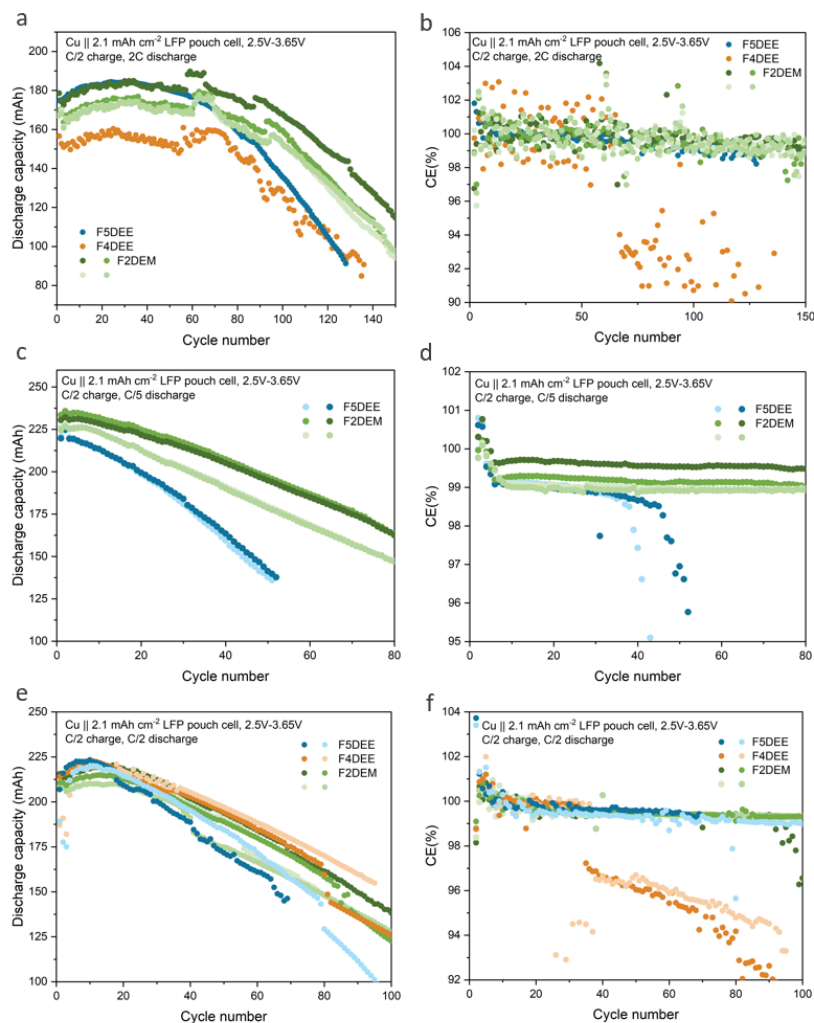 a
Cu || 2.1 mAh cm⁻² LFP pouch cell, 2.5V-3.65V
C/2 charge, 2C discharge
F5DEE
F4DEE
F2DEM
Discharge capacity (mAh)
200
180
160
140
120
100
80
0 20 40 60 80 100 120 140
Cycle number
b
Cu || 2.1 mAh cm⁻² LFP pouch cell, 2.5V-3.65V
C/2 charge, 2C discharge
F5DEE
F4DEE
F2DEM
CE(%)
106
104
102
100
98
96
94
92
90
0 50 100 150
Cycle number
c
Cu || 2.1 mAh cm⁻² LFP pouch cell, 2.5V-3.65V
C/2 charge, C/5 discharge
F5DEE
F2DEM
Discharge capacity (mAh)
250
225
200
175
150
125
100
0 20 40 60 80
Cycle number
d
Cu || 2.1 mAh cm⁻² LFP pouch cell, 2.5V-3.65V
C/2 charge, C/5 discharge
F5DEE
F2DEM
CE(%)
102
101
100
99
98
97
96
95
0 20 40 60 80
Cycle number
e
Cu || 2.1 mAh cm⁻² LFP pouch cell, 2.5V-3.65V
C/2 charge, C/2 discharge
F5DEE
F4DEE
F2DEM
Discharge capacity (mAh)
250
225
200
175
150
125
100
0 20 40 60 80 100
Cycle number
f
Cu || 2.1 mAh cm⁻² LFP pouch cell, 2.5V-3.65V
C/2 charge, C/2 discharge
F5DEE
F4DEE
F2DEM
CE(%)
104
102
100
98
96
94
92
0 20 40 60 80 100
Cycle number